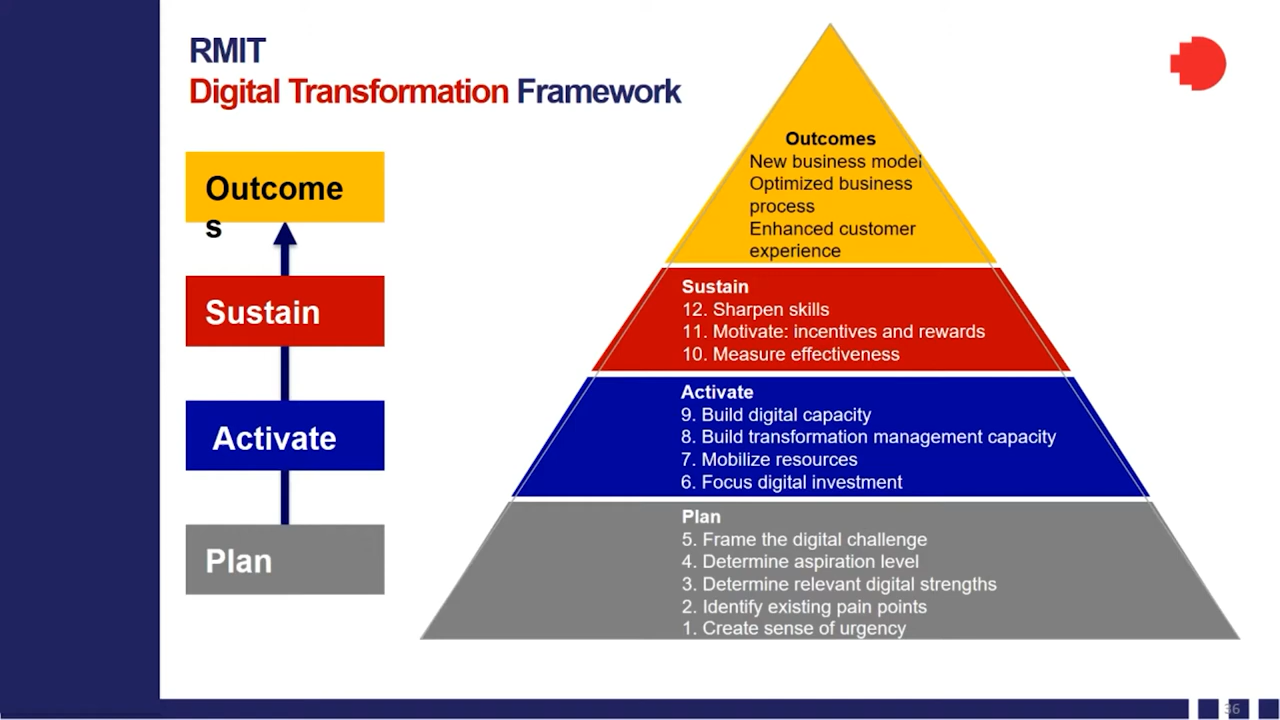 RMIT
Digital Transformation Framework
Outcome
s
Sustain
Activate
Plan
Outcomes
New business model
Optimized business
process
Enhanced customer
experience
Sustain
12. Sharpen skills
11. Motivate: incentives and rewards
10. Measure effectiveness
Activate
9. Build digital capacity
8. Build transformation management capacity
7. Mobilize resources
6. Focus digital investment
Plan
5. Frame the digital challenge
4. Determine aspiration level
3. Determine relevant digital strengths
2. Identify existing pain points
1. Create sense of urgency
36